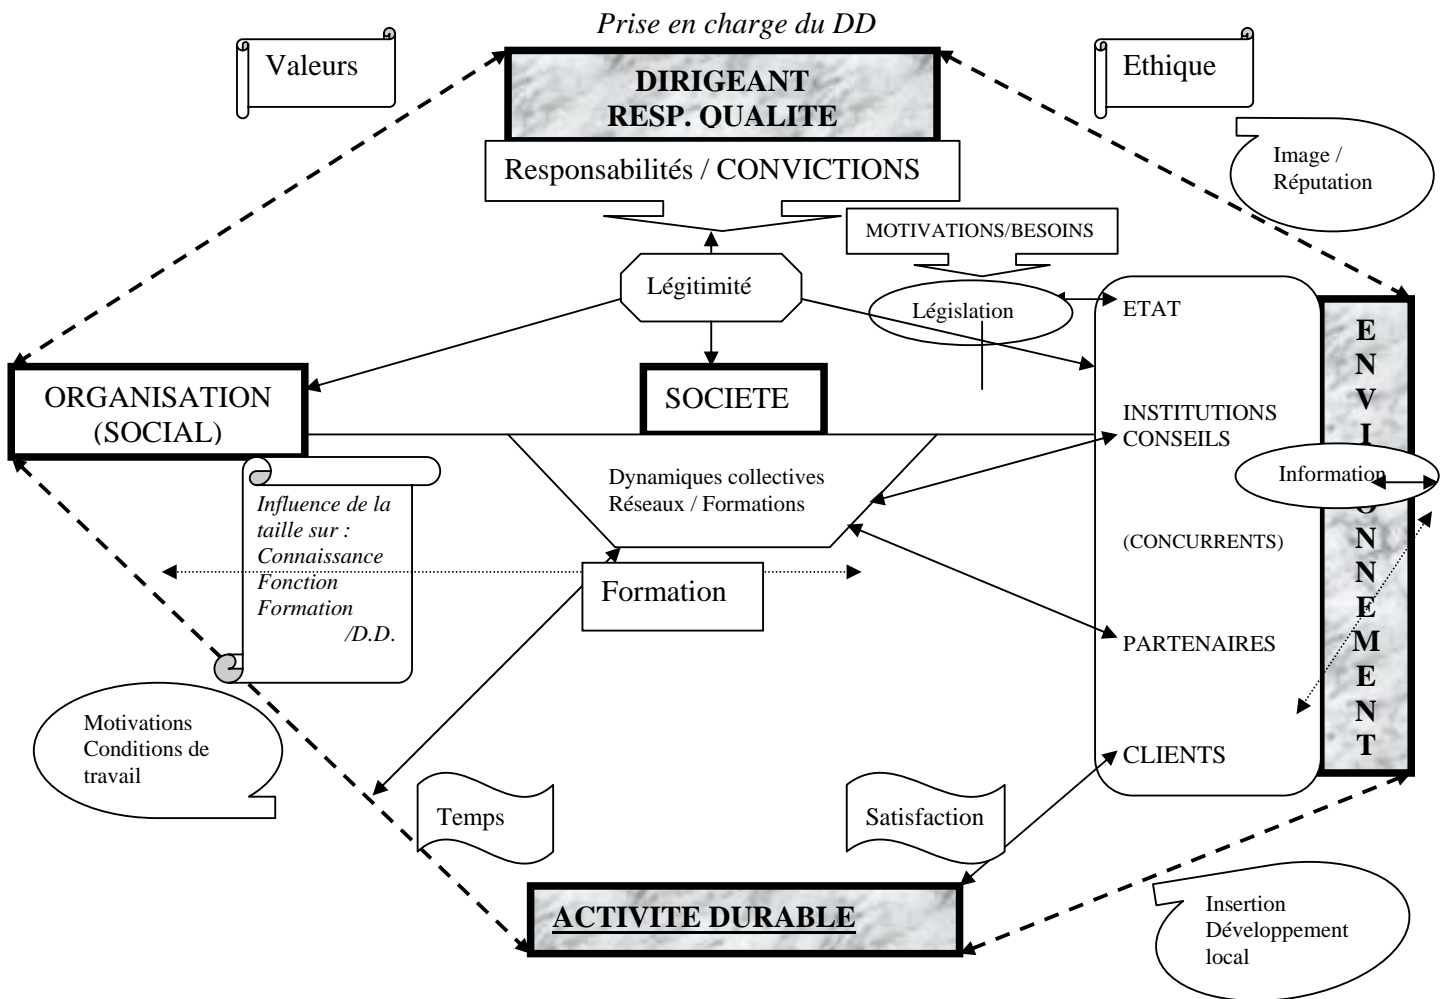 Prise en charge du DD
Valeurs
Ethique
DIRIGEANT
RESP. QUALITE
Responsabilités / CONVICTIONS
Image /
Réputation
MOTIVATIONS/BESOINS
Légitimité
Législation
ETAT
ENVIRONNEMENT
ORGANISATION
(SOCIAL)
SOCIETE
INSTITUTIONS
CONSEILS
Information
Dynamiques collectives
Réseaux / Formations
Influence de la
taille sur :
Connaissance
Fonction
Formation
/D.D.
(CONCURRENTS)
Formation
PARTENAIRES
Motivations
Conditions de
travail
CLIENTS
Temps
Satisfaction
ACTIVITE DURABLE
Insertion
Développement
local